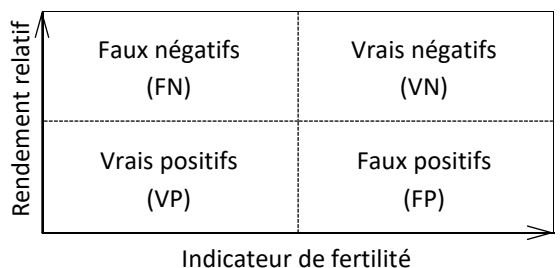 Rendement relatif
Faux négatifs
(FN)
Vrais négatifs
(VN)
Vrais positifs
(VP)
Faux positifs
(FP)
Indicateur de fertilité